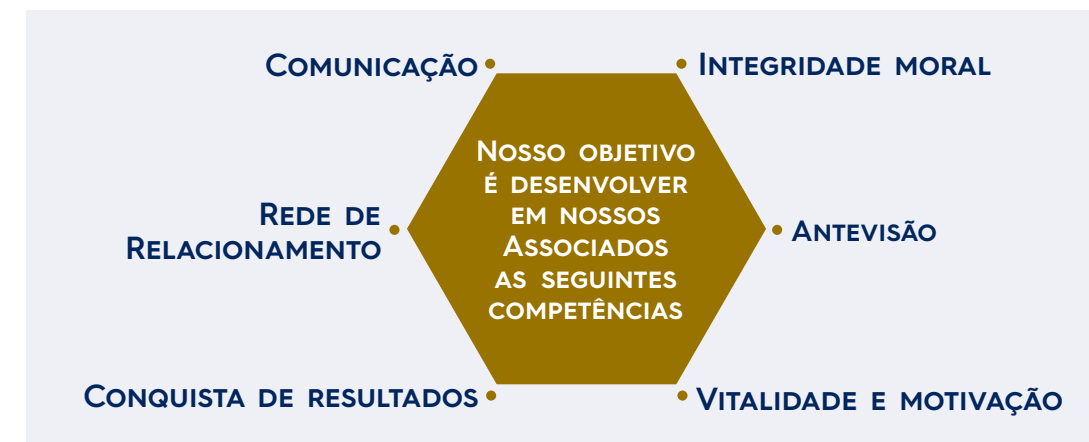 Comunicação
Integridade moral
Nosso objetivo
é desenvolver
em nossos
Associados
as seguintes
competências
Rede de
Relacionamento
Antevisão
Conquista de resultados
Vitalidade e motivação